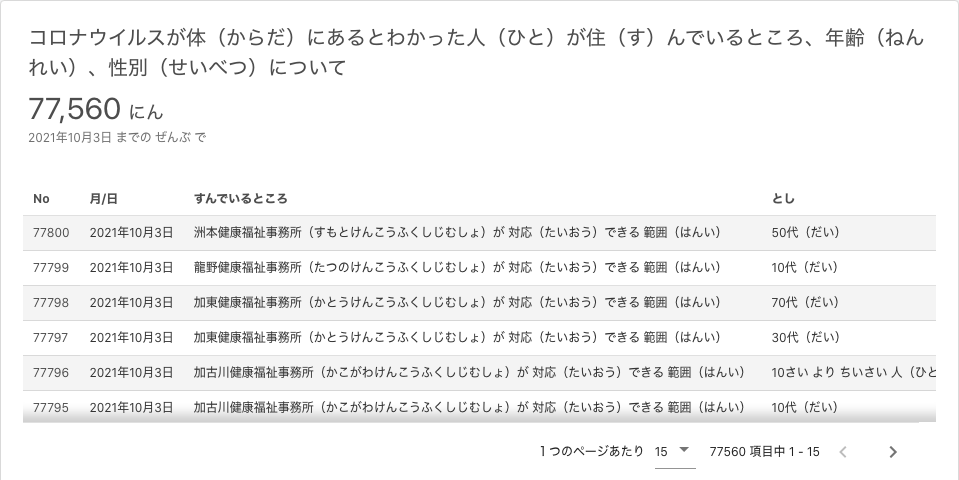 コロナウイルスが体（からだ）にあるとわかった人（ひと）が住（す）んでいるところ、年齢（ねん
れい）、性別（せいべつ）について
77,560 にん
2021年10月3日 までの ぜんぶ で
No 月/日 すんでいるところ とし
77800 2021年10月3日 洲本健康福祉事務所（すもとけんこうふくしじむしょ）が 対応（たいおう）できる 範囲（はんい） 50代（だい）
77799 2021年10月3日 龍野健康福祉事務所（たつのけんこうふくしじむしょ）が 対応（たいおう）できる 範囲（はんい） 10代（だい）
77798 2021年10月3日 加東健康福祉事務所（かとうけんこうふくしじむしょ）が 対応（たいおう）できる 範囲（はんい） 70代（だい）
77797 2021年10月3日 加東健康福祉事務所（かとうけんこうふくしじむしょ）が 対応（たいおう）できる 範囲（はんい） 30代（だい）
77796 2021年10月3日 加古川健康福祉事務所（かこがわけんこうふくしじむしょ）が 対応（たいおう）できる 範囲（はんい） 10さい より ちいさい 人（ひと
77795 2021年10月3日 加古川健康福祉事務所（かこがわけんこうふくしじむしょ）が 対応（たいおう）できる 範囲（はんい） 10代（だい）
1 つのページあたり 15 77560 項目中 1 - 15